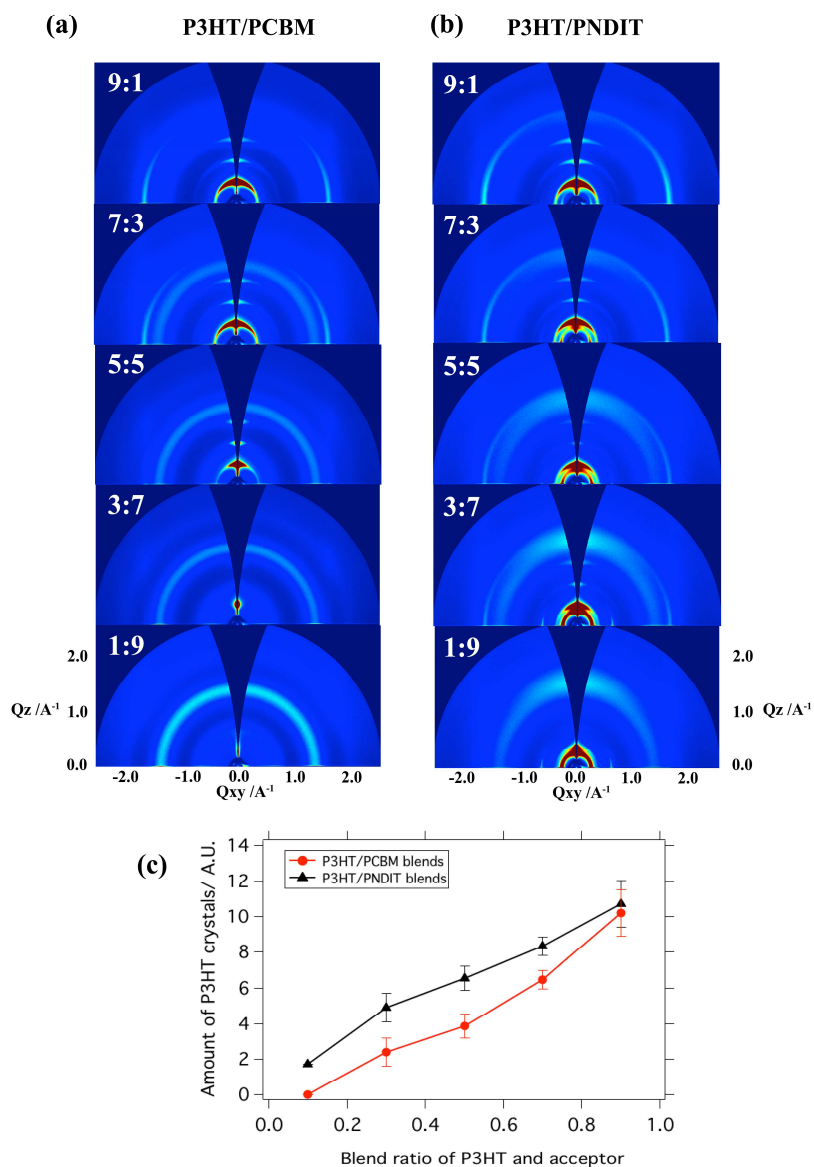 (a) P3HT/PCBM
(b) P3HT/PNDIT
9:1
7:3
5:5
3:7
1:9
2.0
Qz /A⁻¹ 1.0
0.0
-2.0 0.0 1.0 2.0
Qxy /A⁻¹
9:1
7:3
5:5
3:7
1:9
2.0
1.0 Qz /A⁻¹
0.0
-2.0 0.0 1.0 2.0
Qxy /A⁻¹
(c)
P3HT/PCBM blends
P3HT/PNDIT blends
Amount of P3HT crystals/ A.U.
14
12
10
8
6
4
2
0
0.0 0.2 0.4 0.6 0.8 1.0
Blend ratio of P3HT and acceptor